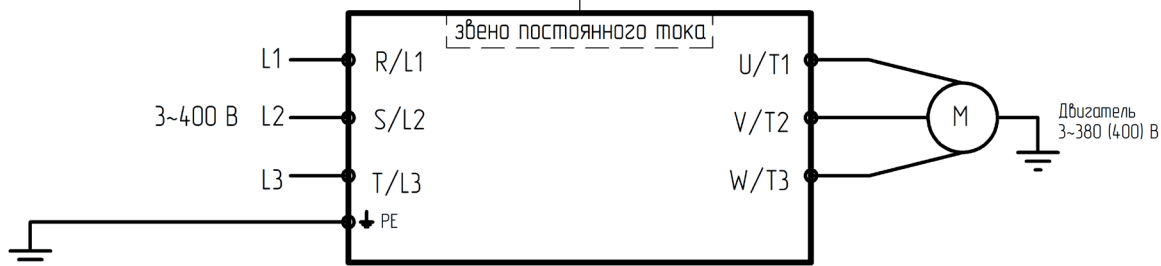 звено постоянного тока
L1 R/L1 U/T1
3~400 В L2 S/L2 V/T2 M Двигатель
3~380 (400) В
L3 T/L3 W/T3
PE